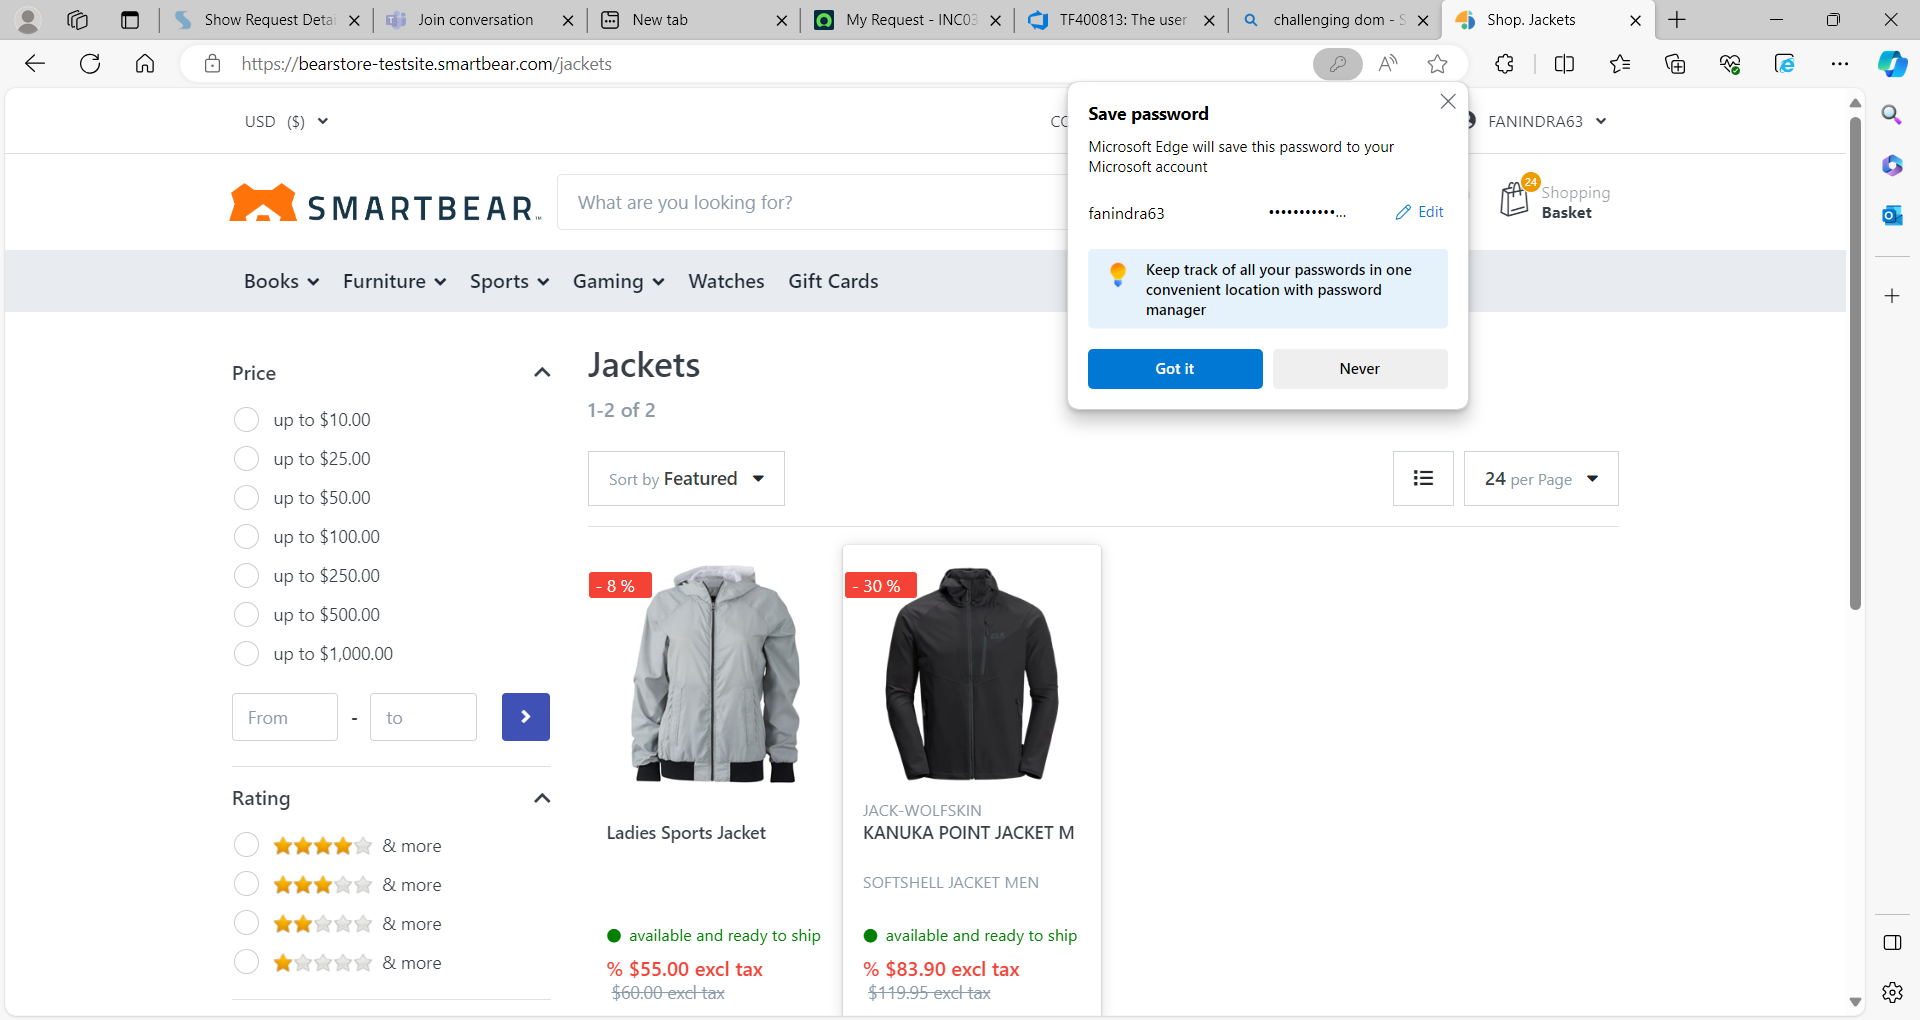 Show Request Detai
Join conversation
New tab
My Request - INC03
TF400813: The user
challenging dom - S
Shop. Jackets
https://bearstore-testsite.smartbear.com/jackets
USD ($)
FANINDRA63
Save password
Microsoft Edge will save this password to your
Microsoft account
fanindra63
••••••••••••...
Edit
Keep track of all your passwords in one
convenient location with password
manager
Got it
Never
SMARTBEAR
What are you looking for?
24
Shopping
Basket
Books
Furniture
Sports
Gaming
Watches
Gift Cards
Price
up to $10.00
up to $25.00
up to $50.00
up to $100.00
up to $250.00
up to $500.00
up to $1,000.00
From
-
to
Rating
& more
& more
& more
& more
Jackets
1-2 of 2
Sort by Featured
24 per Page
- 8 %
Ladies Sports Jacket
available and ready to ship
% $55.00 excl tax
$60.00 excl tax
- 30 %
JACK-WOLFSKIN
KANUKA POINT JACKET M
SOFTSHELL JACKET MEN
available and ready to ship
% $83.90 excl tax
$119.95 excl tax